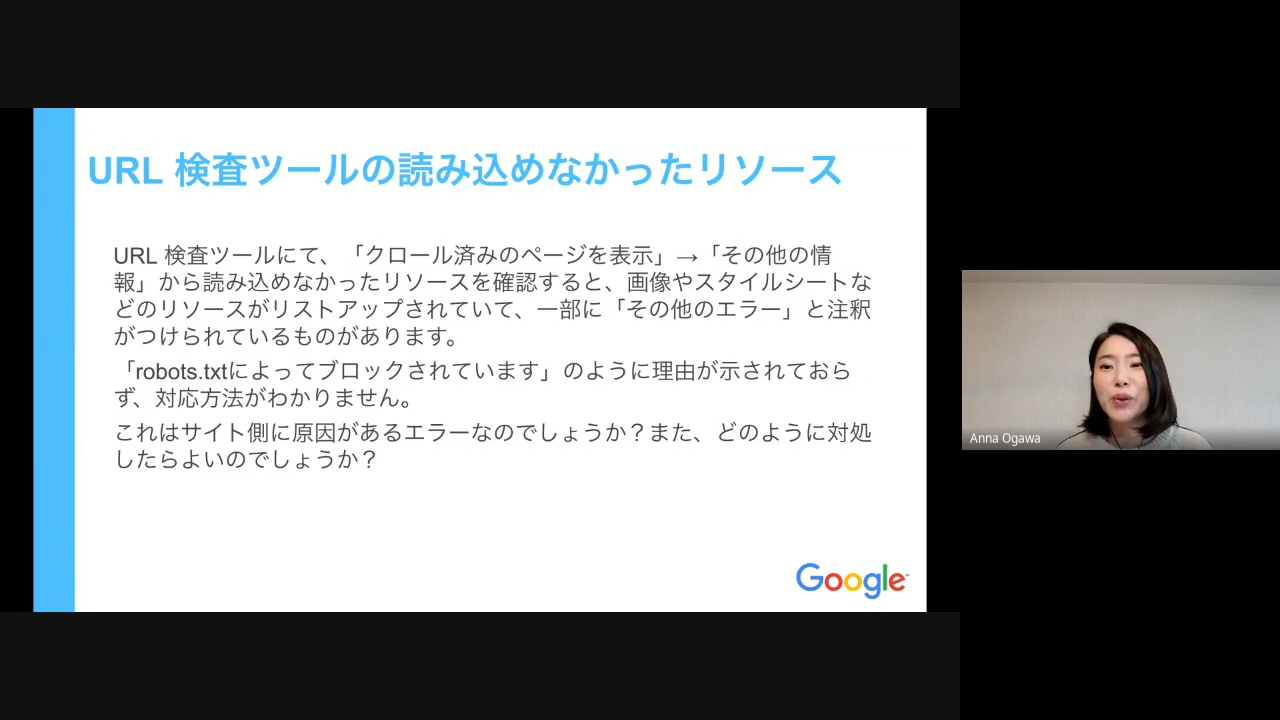 URL 検査ツールの読み込めなかったリソース
URL 検査ツールにて、「クロール済みのページを表示」→「その他の情
報」から読み込めなかったリソースを確認すると、画像やスタイルシートな
どのリソースがリストアップされていて、一部に「その他のエラー」と注釈
がつけられているものがあります。
「robots.txtによってブロックされています」のように理由が示されておら
ず、対応方法がわかりません。
これはサイト側に原因があるエラーなのでしょうか？また、どのように対処
したらよいのでしょうか？
Google
Anna Ogawa